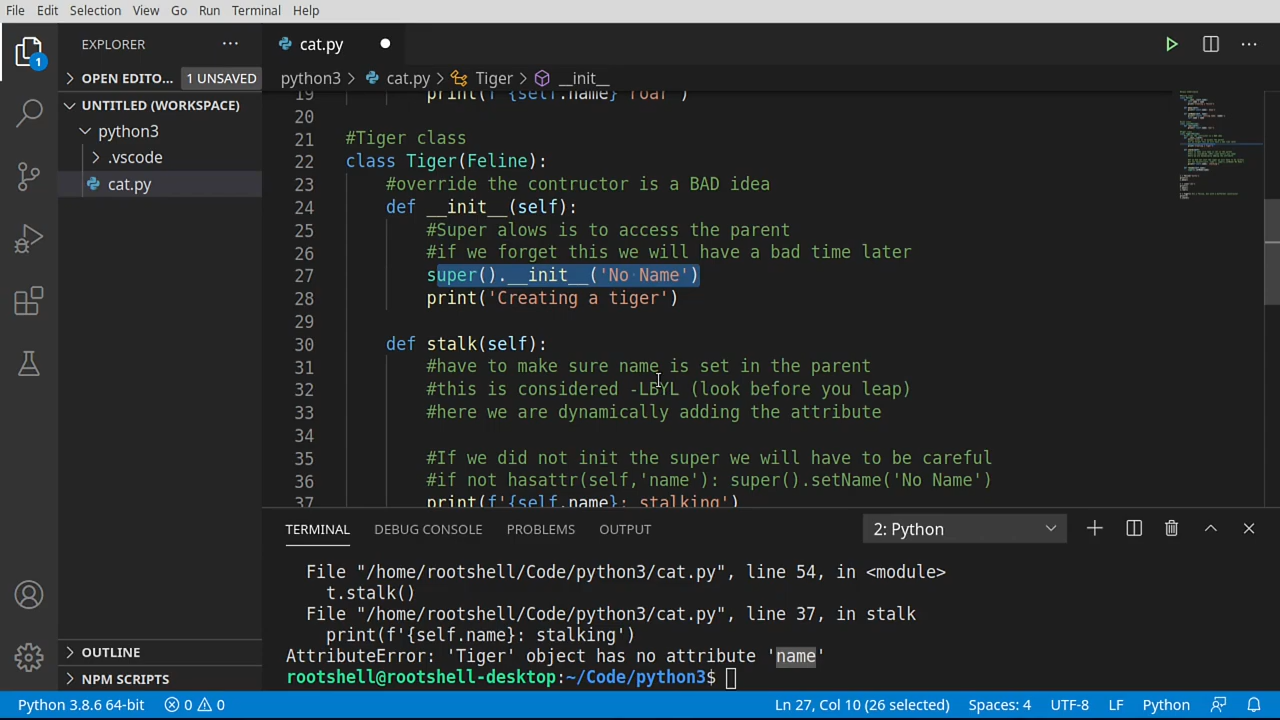 File Edit Selection View Go Run Terminal Help
EXPLORER
cat.py
OPEN EDITO... 1 UNSAVED
python3 cat.py Tiger __init__
UNTITLED (WORKSPACE)
python3
.vscode
cat.py
1
19 print(f'{self.name} roar')
20
21 #Tiger class
22 class Tiger(Feline):
23 #override the contructor is a BAD idea
24 def __init__(self):
25 #Super alows is to access the parent
26 #if we forget this we will have a bad time later
27 super().__init__('No Name')
28 print('Creating a tiger')
29
30 def stalk(self):
31 #have to make sure name is set in the parent
32 #this is considered -LBYL (look before you leap)
33 #here we are dynamically adding the attribute
34
35 #If we did not init the super we will have to be careful
36 #if not hasattr(self,'name'): super().setName('No Name')
37 print(f'{self.name}: stalking')
TERMINAL DEBUG CONSOLE PROBLEMS OUTPUT 2: Python
File "/home/rootshell/Code/python3/cat.py", line 54, in <module>
t.stalk()
File "/home/rootshell/Code/python3/cat.py", line 37, in stalk
print(f'{self.name}: stalking')
AttributeError: 'Tiger' object has no attribute 'name'
rootshell@rootshell-desktop:~/Code/python3$
OUTLINE
NPM SCRIPTS
Python 3.8.6 64-bit 0 0 Ln 27, Col 10 (26 selected) Spaces: 4 UTF-8 LF Python